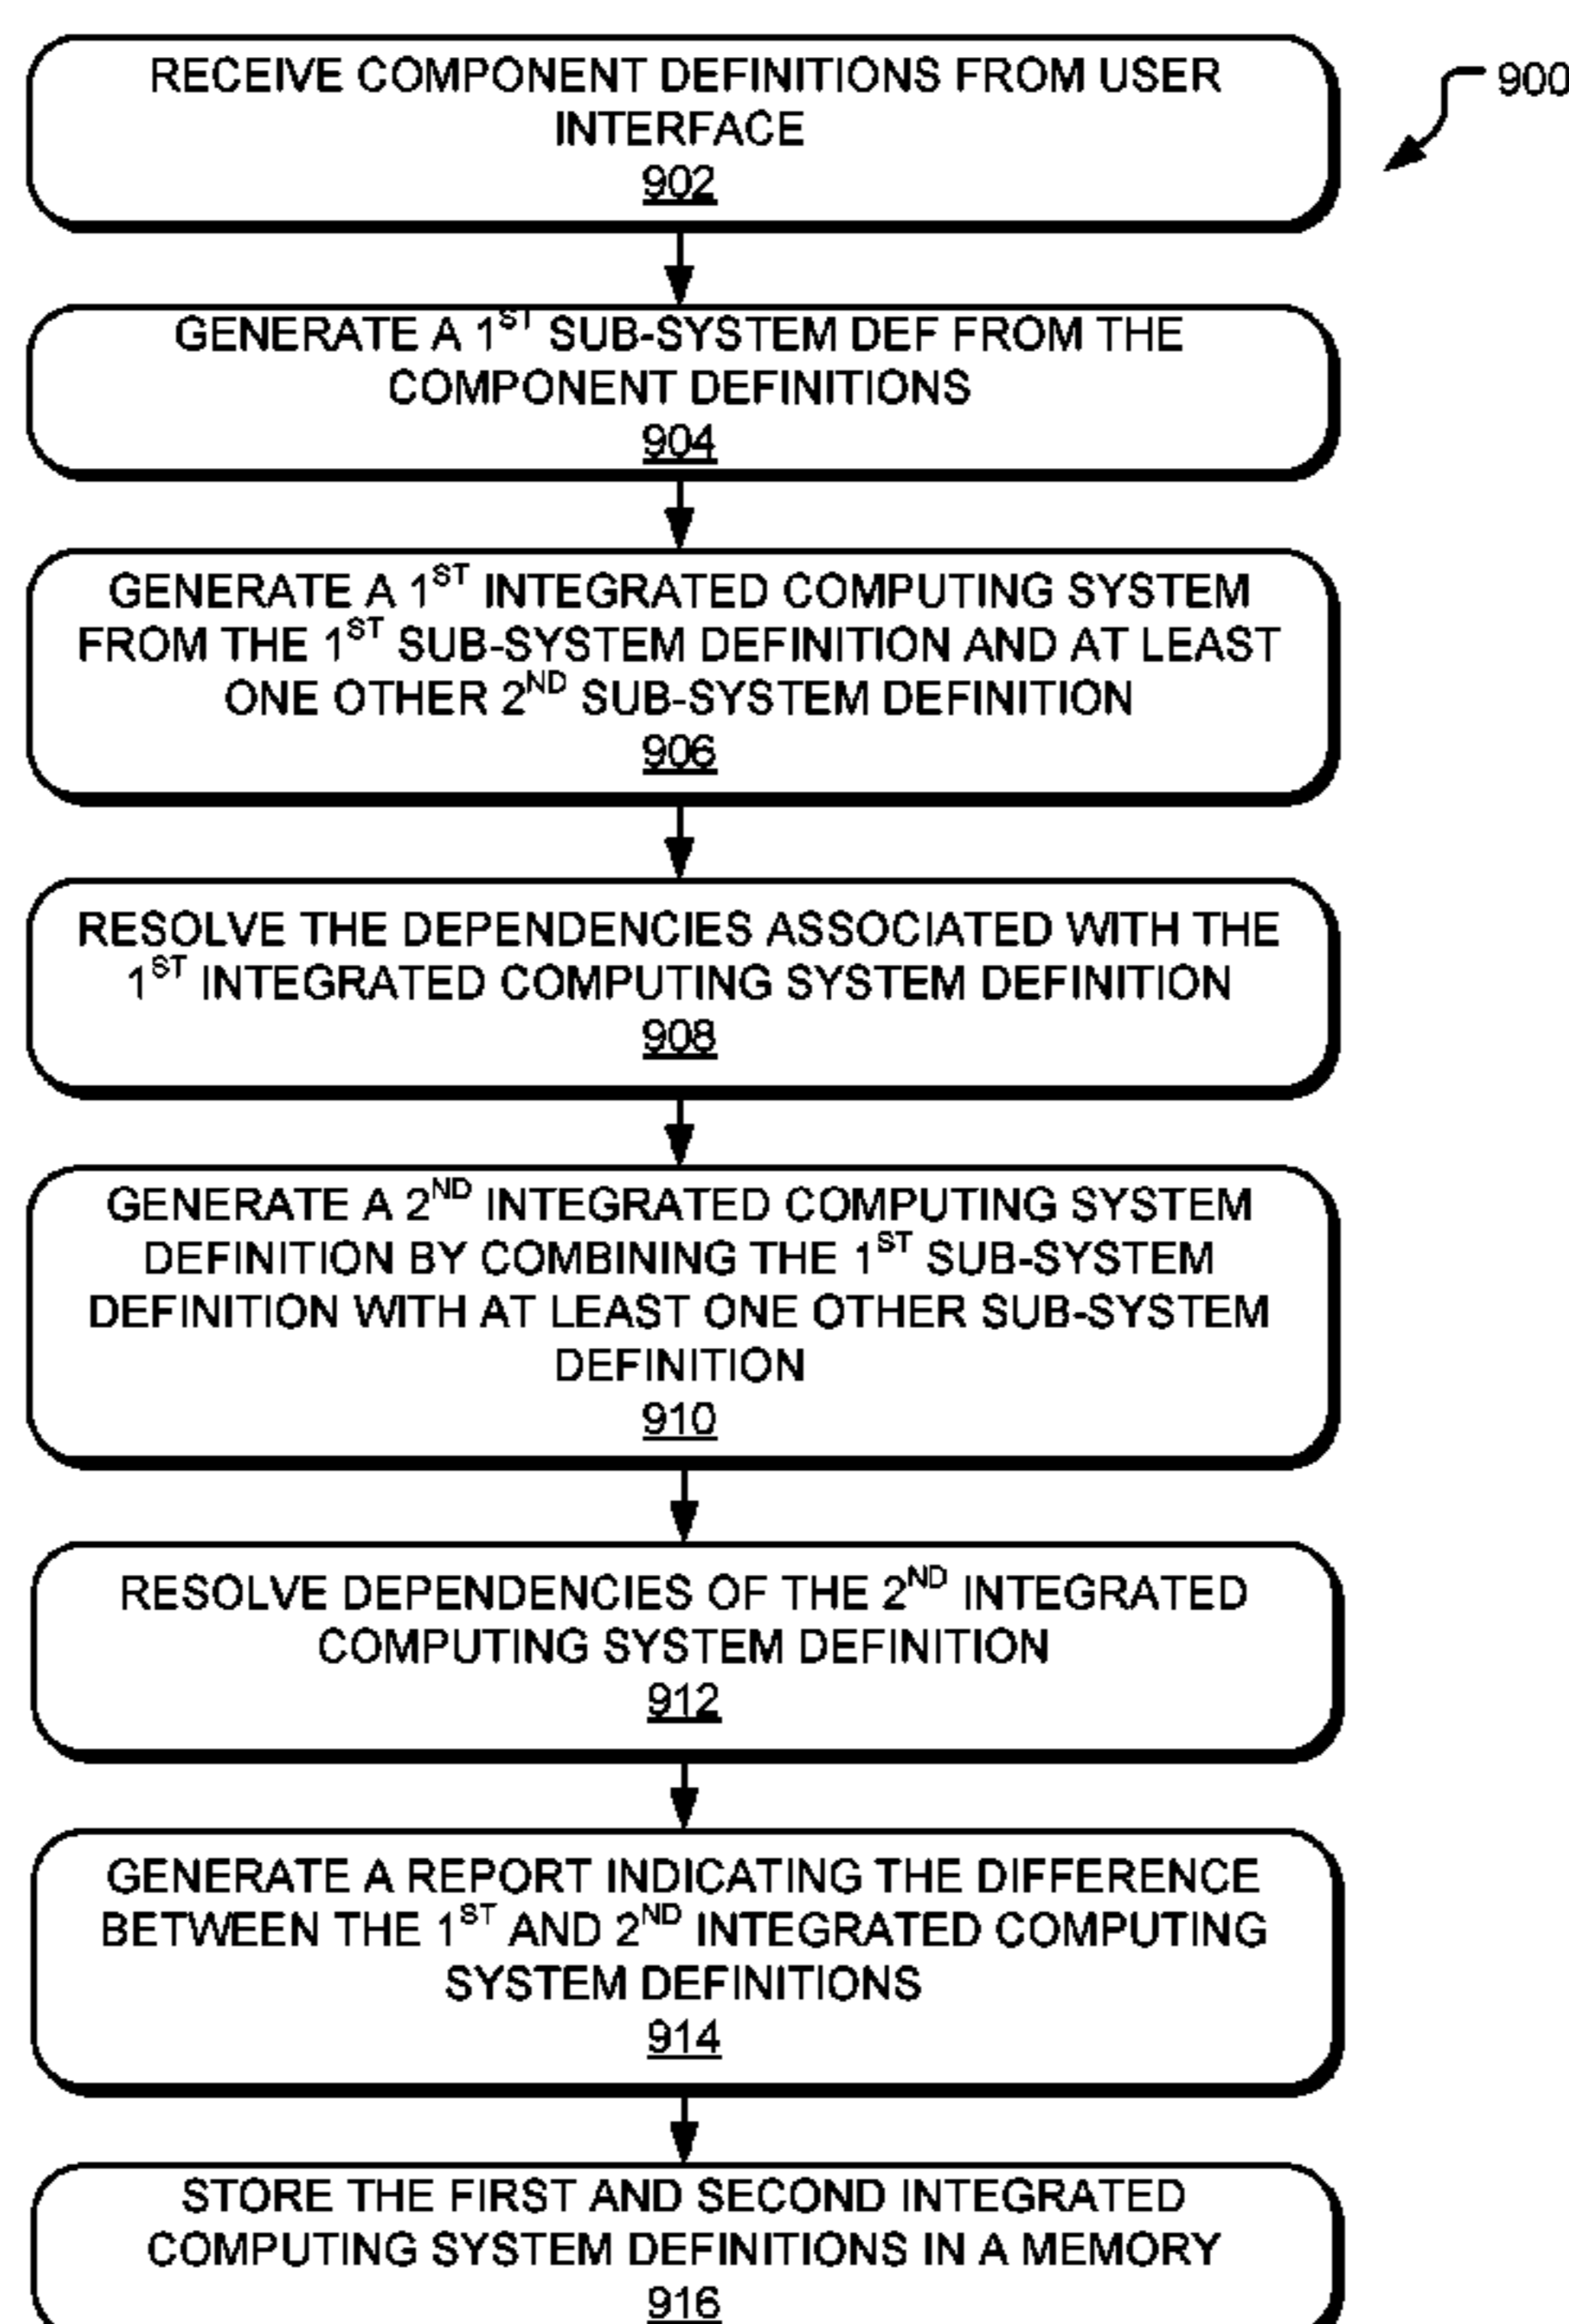 RECEIVE COMPONENT DEFINITIONS FROM USER
INTERFACE
902
900
GENERATE A 1ST SUB-SYSTEM DEF FROM THE
COMPONENT DEFINITIONS
904
GENERATE A 1ST INTEGRATED COMPUTING SYSTEM
FROM THE 1ST SUB-SYSTEM DEFINITION AND AT LEAST
ONE OTHER 2ND SUB-SYSTEM DEFINITION
906
RESOLVE THE DEPENDENCIES ASSOCIATED WITH THE
1ST INTEGRATED COMPUTING SYSTEM DEFINITION
908
GENERATE A 2ND INTEGRATED COMPUTING SYSTEM
DEFINITION BY COMBINING THE 1ST SUB-SYSTEM
DEFINITION WITH AT LEAST ONE OTHER SUB-SYSTEM
DEFINITION
910
RESOLVE DEPENDENCIES OF THE 2ND INTEGRATED
COMPUTING SYSTEM DEFINITION
912
GENERATE A REPORT INDICATING THE DIFFERENCE
BETWEEN THE 1ST AND 2ND INTEGRATED COMPUTING
SYSTEM DEFINITIONS
914
STORE THE FIRST AND SECOND INTEGRATED
COMPUTING SYSTEM DEFINITIONS IN A MEMORY
916